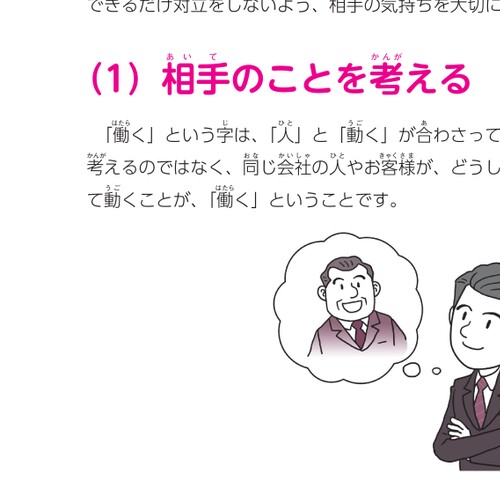 できるだけ対立をしないよう、相手の気持ちを大切に
（1）相手のことを考える
「働く」という字は、「人」と「動く」が合わさって
考えるのではなく、同じ会社の人やお客様が、どうし
て動くことが、「働く」ということです。